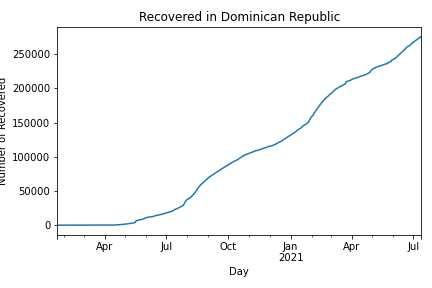 Recovered in Dominican Republic
Number of Recovered
250000
200000
150000
100000
50000
0
Apr
Jul
Oct
Jan
2021
Apr
Jul
Day